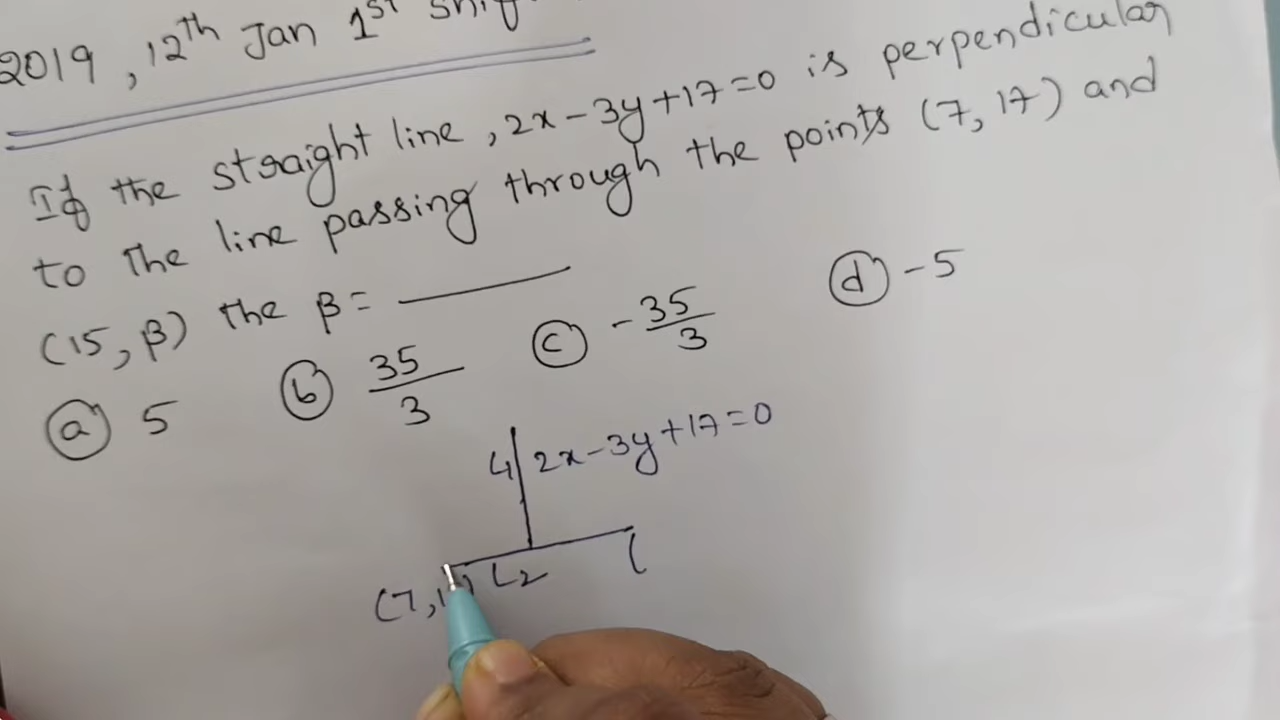 2019, 12th Jan 1st Shif
If the straight line, 2x-3y+17=0 is perpendicular
to the line passing through the points (7, 17) and
(15, β) the β = ______
(a) 5 (b) 35/3 (c) -35/3 (d) -5
2x-3y+17=0
(7, L2 (